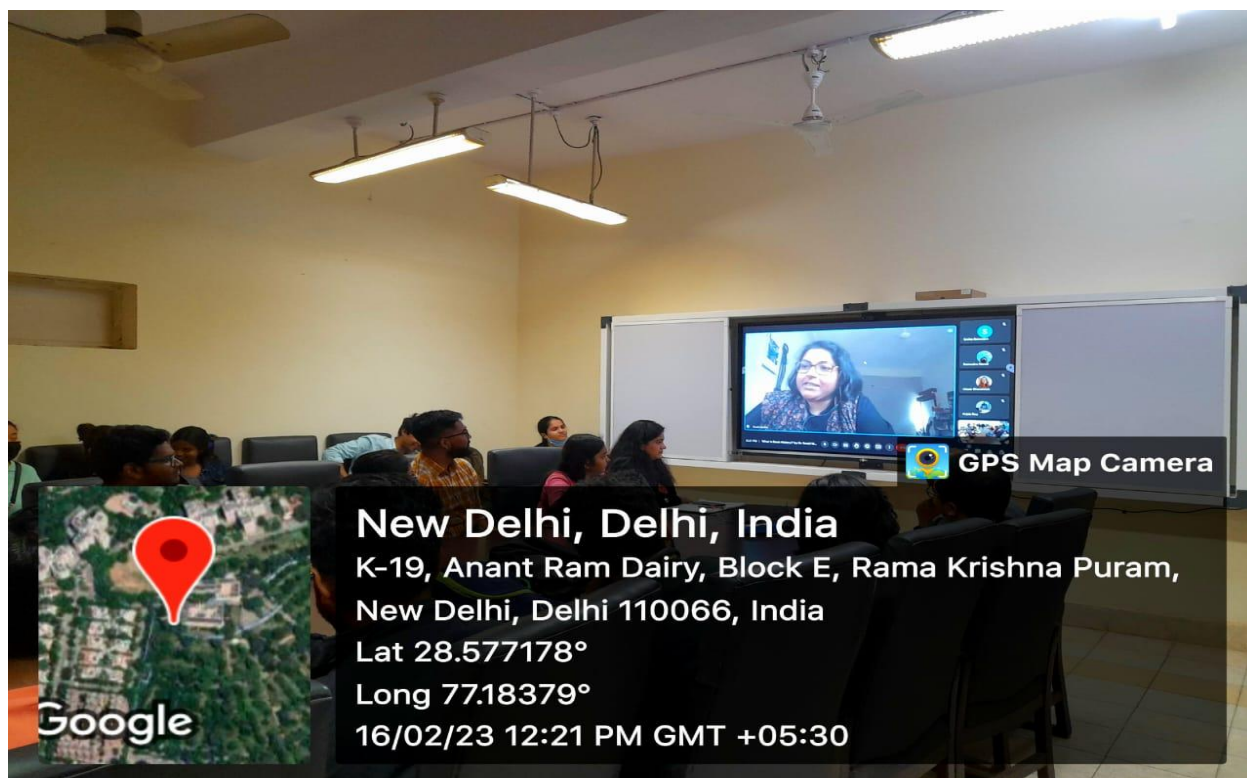 GPS Map Camera
New Delhi, Delhi, India
K-19, Anant Ram Dairy, Block E, Rama Krishna Puram,
New Delhi, Delhi 110066, India
Lat 28.577178°
Long 77.18379°
16/02/23 12:21 PM GMT +05:30
Google